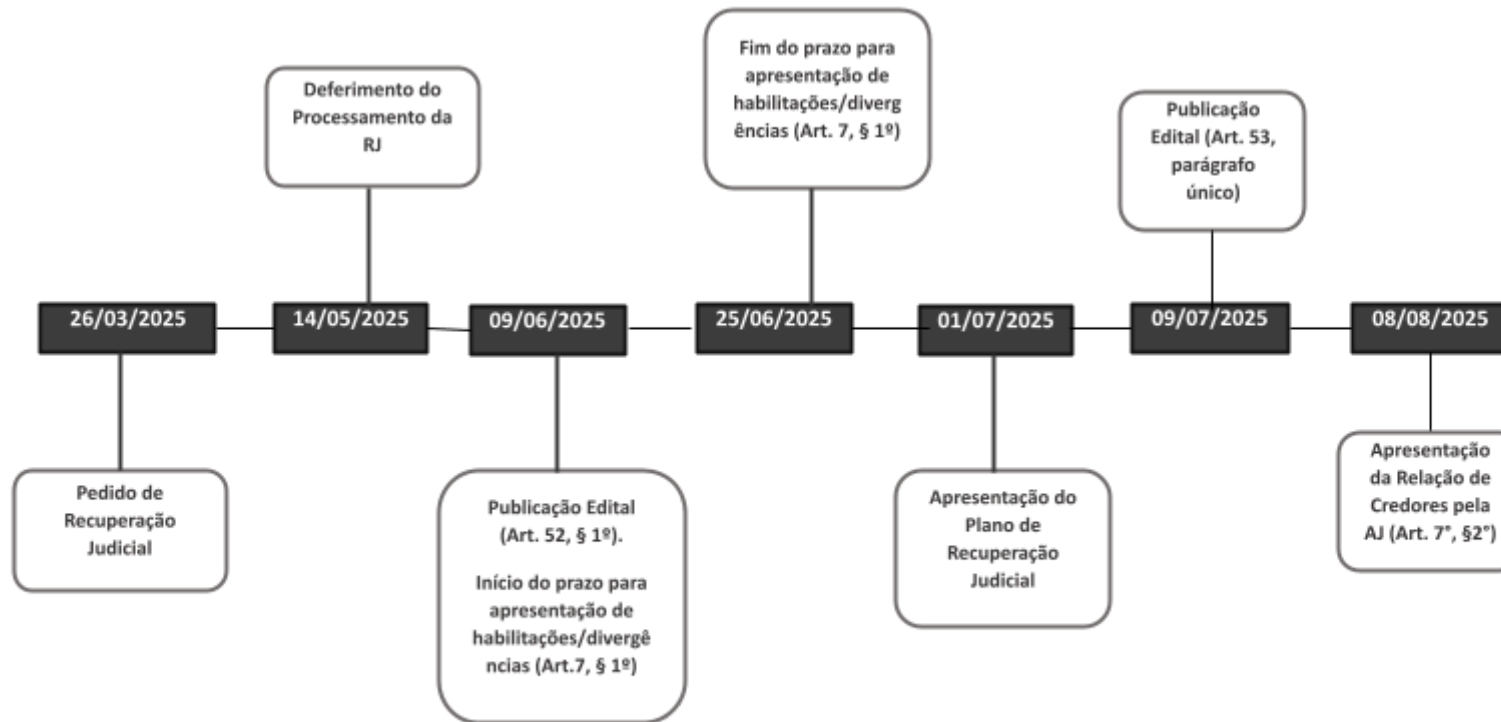 Deferimento do
Processamento da
RJ
Fim do prazo para
apresentação de
habilitações/diverg
ências (Art. 7, § 1º)
Publicação
Edital (Art. 53,
parágrafo
único)
26/03/2025
14/05/2025
09/06/2025
25/06/2025
01/07/2025
09/07/2025
08/08/2025
Pedido de
Recuperação
Judicial
Publicação Edital
(Art. 52, § 1º).
Início do prazo para
apresentação de
habilitações/divergê
ncias (Art.7, § 1º)
Apresentação do
Plano de
Recuperação
Judicial
Apresentação
da Relação de
Credores pela
AJ (Art. 7°, §2°)